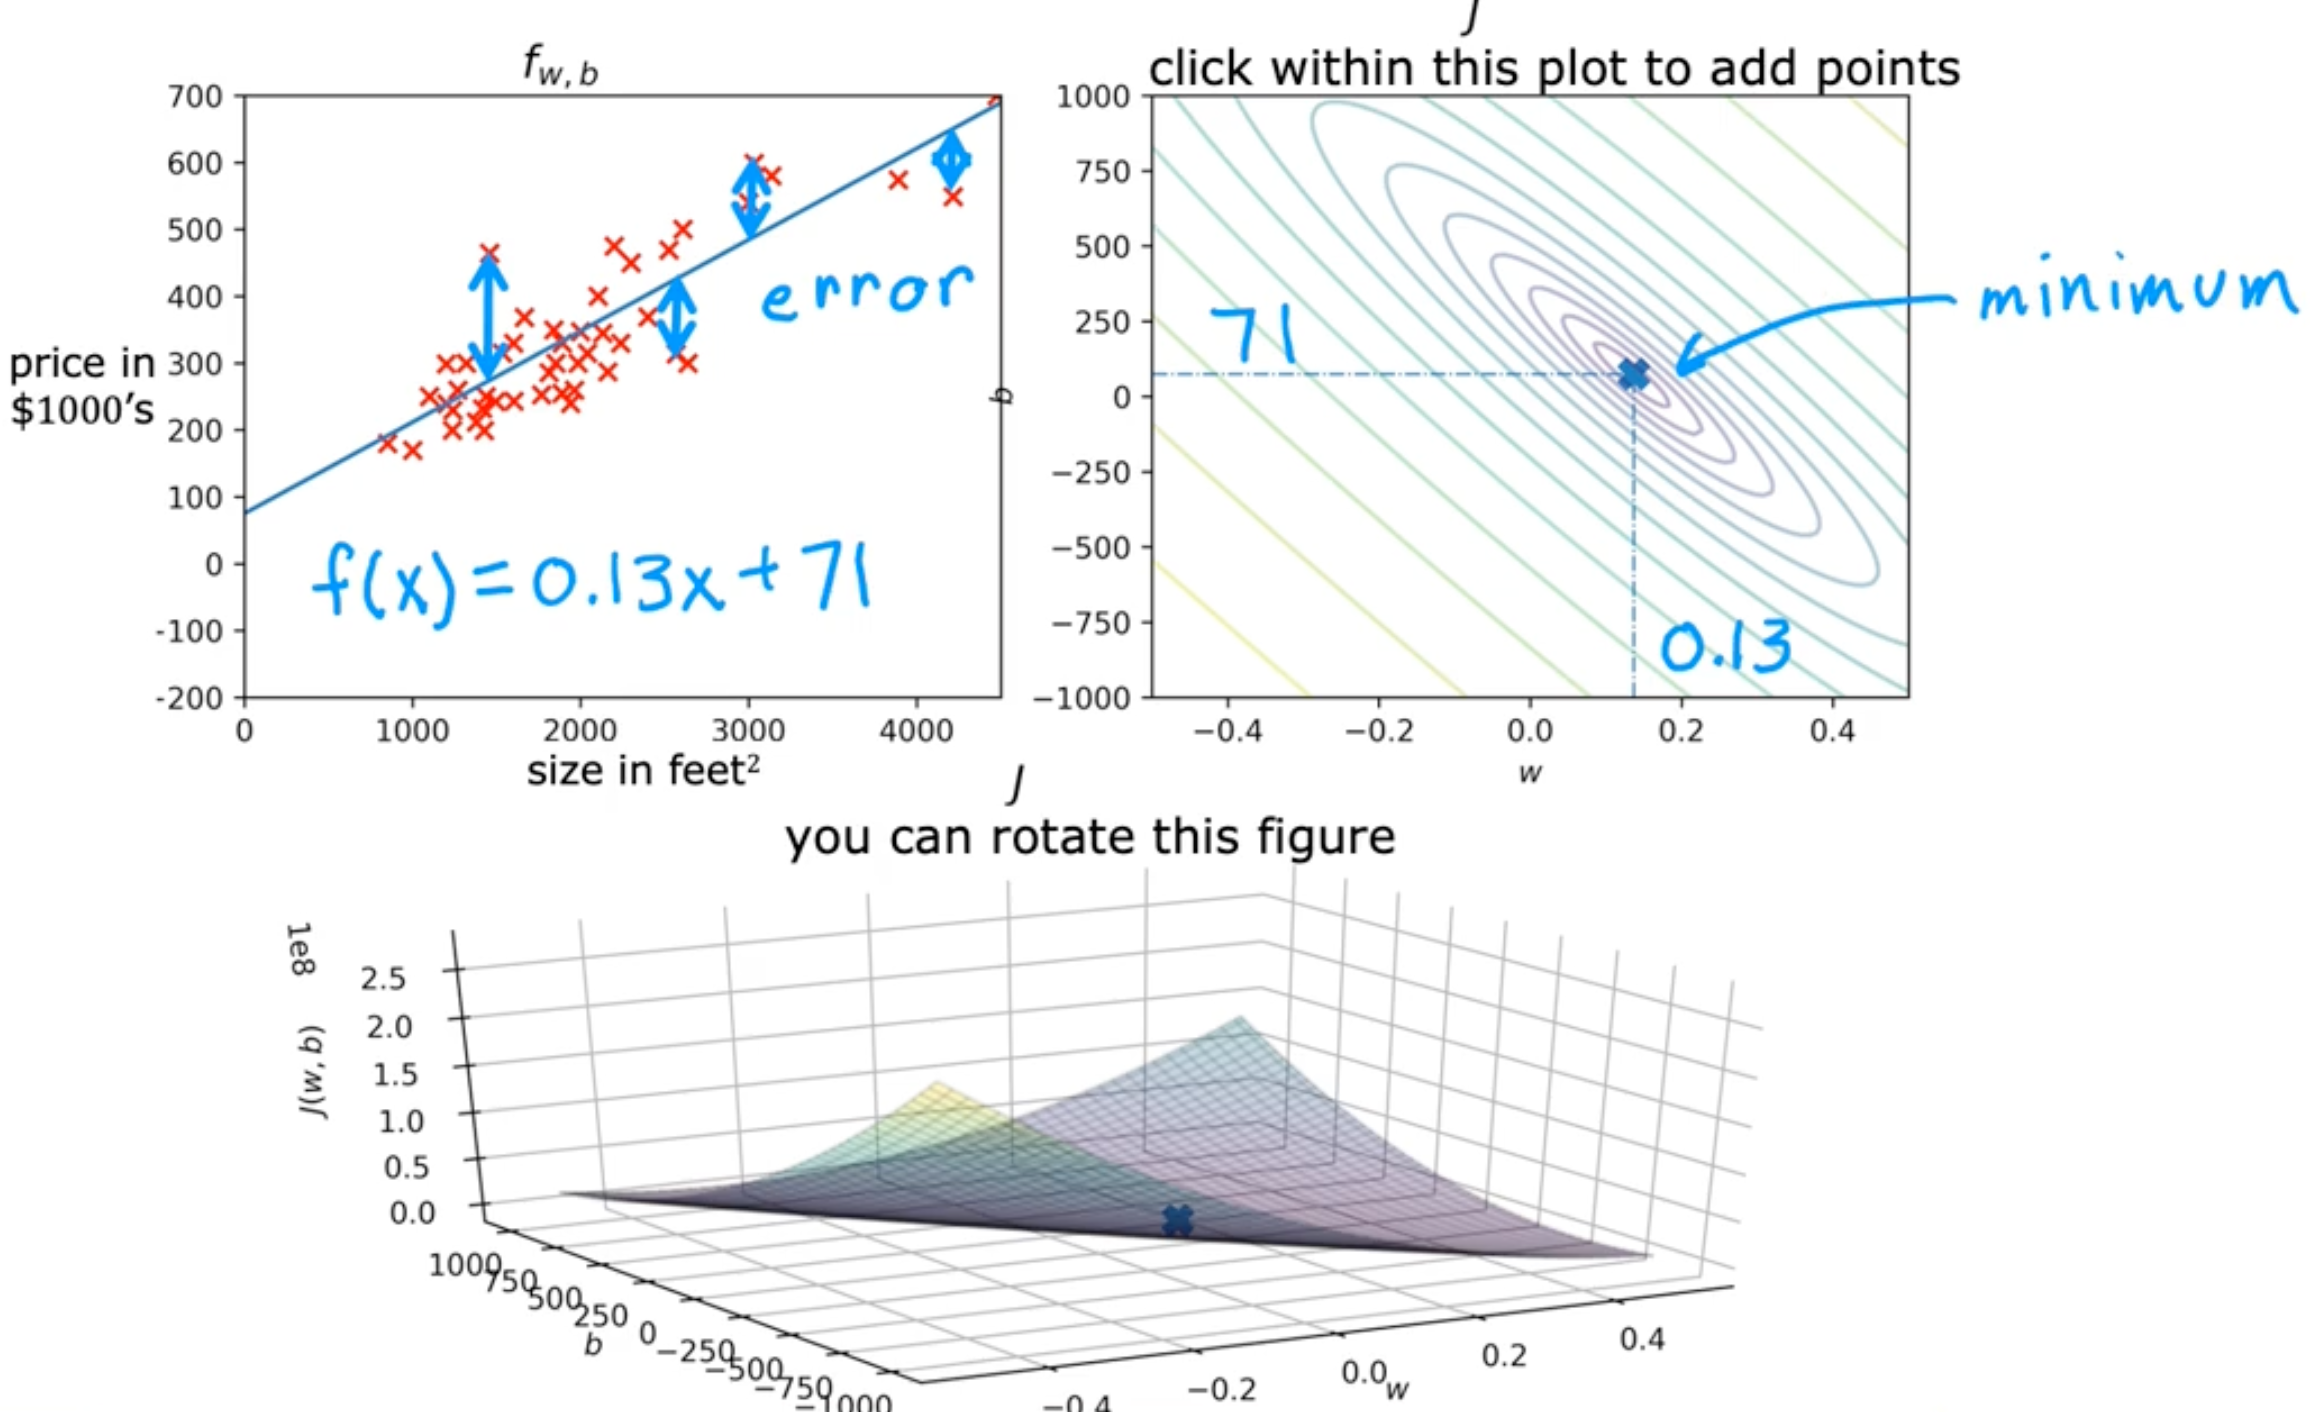 f_{w, b}
700
600
500
400
300
200
100
0
-100
-200
price in
$1000's
error
f(x)=0.13x+71
0 1000 2000 3000 4000
size in feet²
J
click within this plot to add points
1000
750
500
250
0
−250
−500
−750
−1000
b
71
minimum
0.13
−0.4 −0.2 0.0 0.2 0.4
w
J
you can rotate this figure
1e8
J(w, b)
2.5
2.0
1.5
1.0
0.5
0.0
1000 750 500 250 0 −250 −500 −750 −1000
b
−0.4 −0.2 0.0 0.2 0.4
w